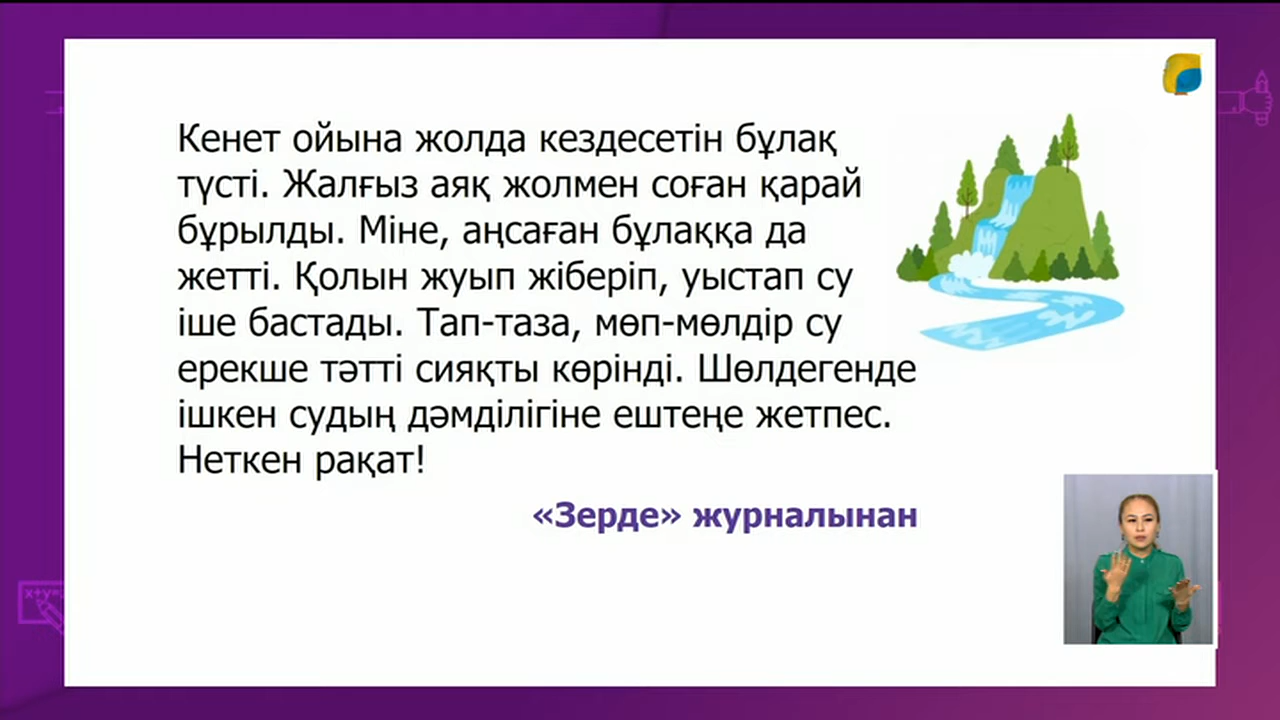 Кенет ойына жолда кездесетін бұлақ
түсті. Жалғыз аяқ жолмен соған қарай
бұрылды. Міне, аңсаған бұлаққа да
жетті. Қолын жуып жіберіп, уыстап су
іше бастады. Тап-таза, мөп-мөлдір су
ерекше тәтті сияқты көрінді. Шөлдегенде
ішкен судың дәмділігіне ештеңе жетпес.
Неткен рақат!
«Зерде» журналынан
x+y=